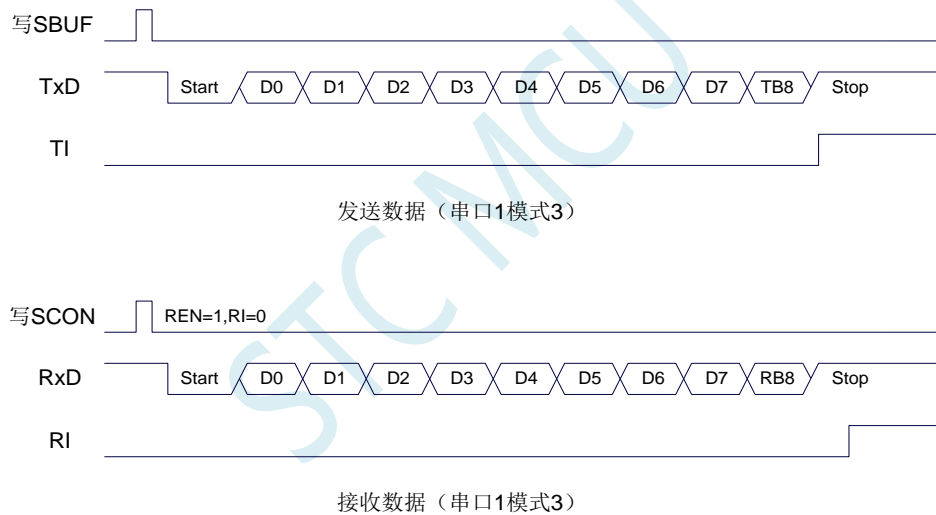 写SBUF
TxD Start D0 D1 D2 D3 D4 D5 D6 D7 TB8 Stop
TI
发送数据（串口1模式3）
写SCON REN=1,RI=0
RxD Start D0 D1 D2 D3 D4 D5 D6 D7 RB8 Stop
RI
接收数据（串口1模式3）
STC MCU